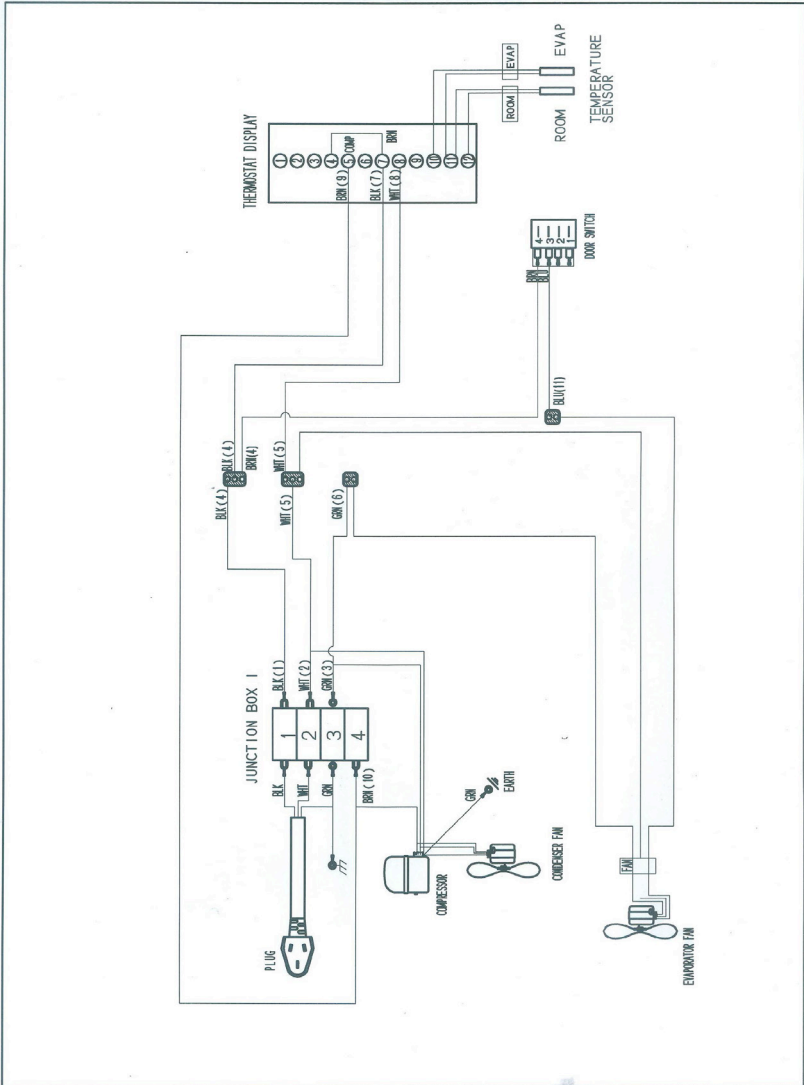 THERMOSTAT DISPLAY
1
2
3
4
5
6
7
8
9
10
11
12
COMP
BRN
BRN(9)
BLK(7)
WHT(8)
EVAP
ROOM
EVAP
ROOM
TEMPERATURE
SENSOR
4
3
2
1
DOOR SWITCH
BRN
BLU
BLU(11)
BLK(4)
BLK(4)
BRN(4)
WHT(5)
WHT(5)
GRN(6)
JUNCTION BOX 1
1
2
3
4
BLK(1)
WHT(2)
GRN(3)
BLK
WHT
GRN
BRN(10)
PLUG
COMPRESSOR
GRN
EARTH
CONDENSER FAN
FAN
EVAPORATOR FAN